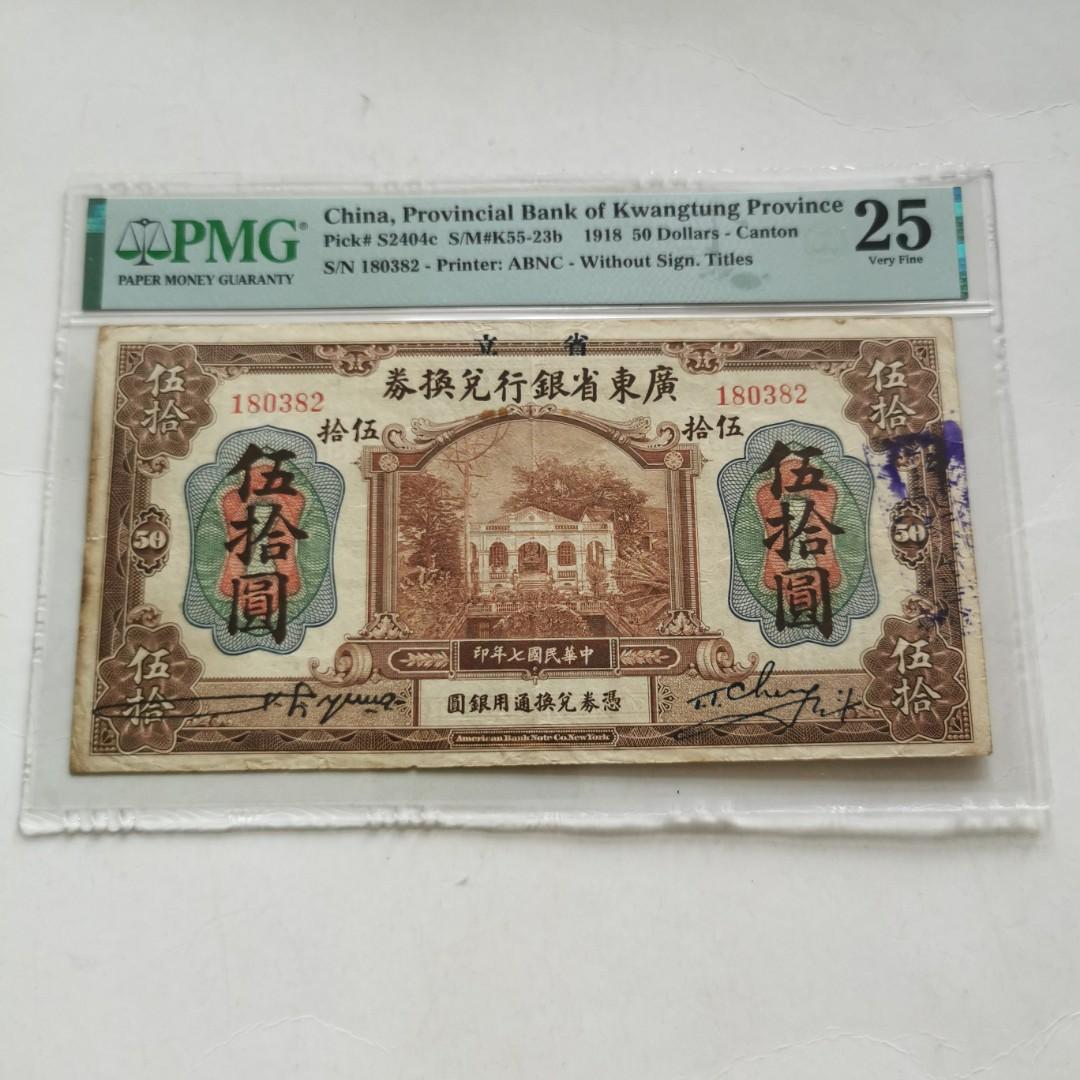 PMG®
PAPER MONEY GUARANTY
China, Provincial Bank of Kwangtung Province
Pick# S2404c S/M#K55-23b 1918 50 Dollars - Canton
S/N 180382 - Printer: ABNC - Without Sign. Titles
25
Very Fine
立省
券換兌行銀省東廣
180382
180382
伍拾
伍拾
拾伍
拾伍
伍拾圓
伍拾圓
50
50
印年七國民華中
圓銀用通換兌券憑
伍拾
伍拾
American Bank Note Co. New York